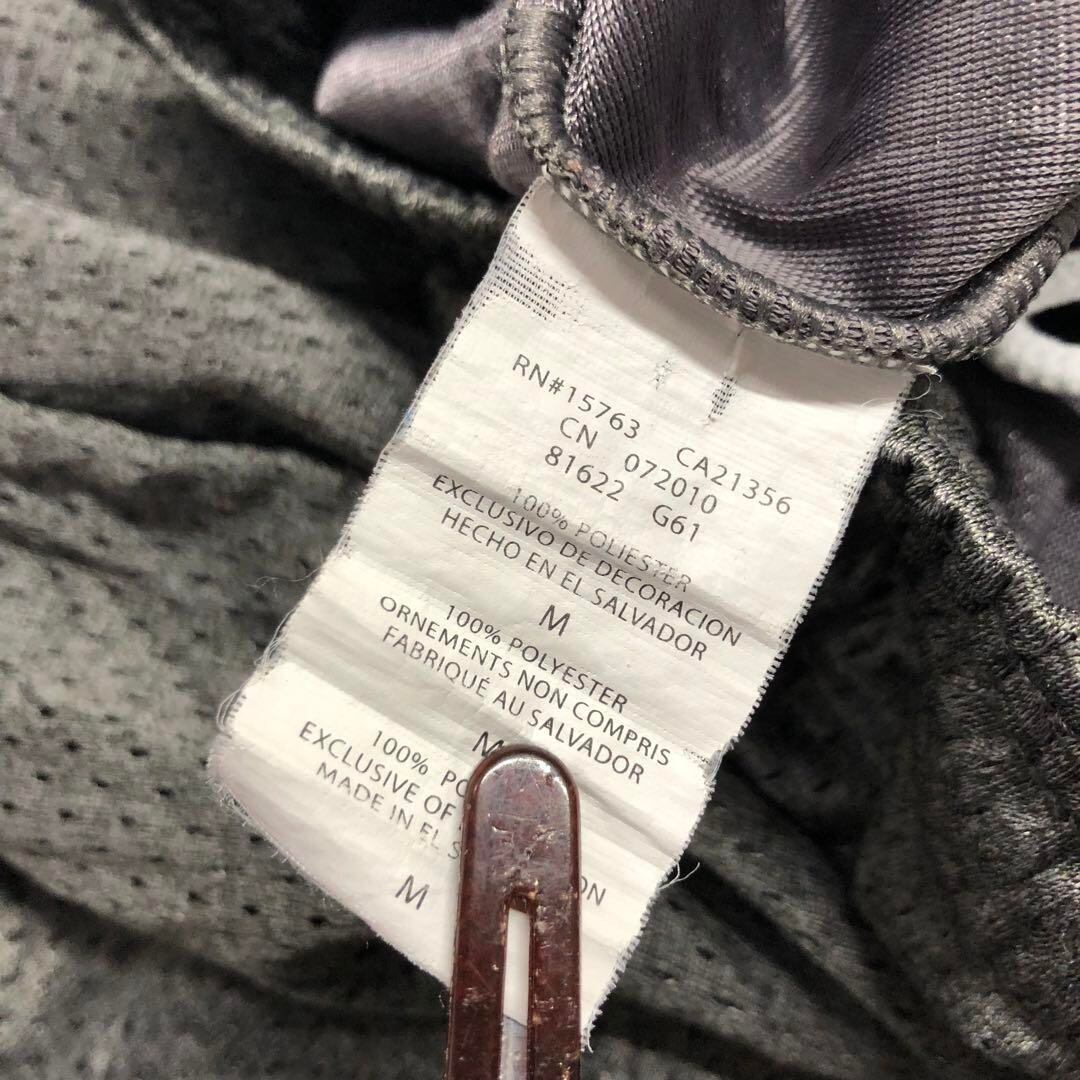 RN#15763 CA21356
CN 072010
81622 G61
100% POLIESTER
EXCLUSIVO DE DECORACION
HECHO EN EL SALVADOR
M
100% POLYESTER
ORNEMENTS NON COMPRIS
FABRIQUÉ AU SALVADOR
M
100%
EXCLUSIVE OF
MADE IN EL
M